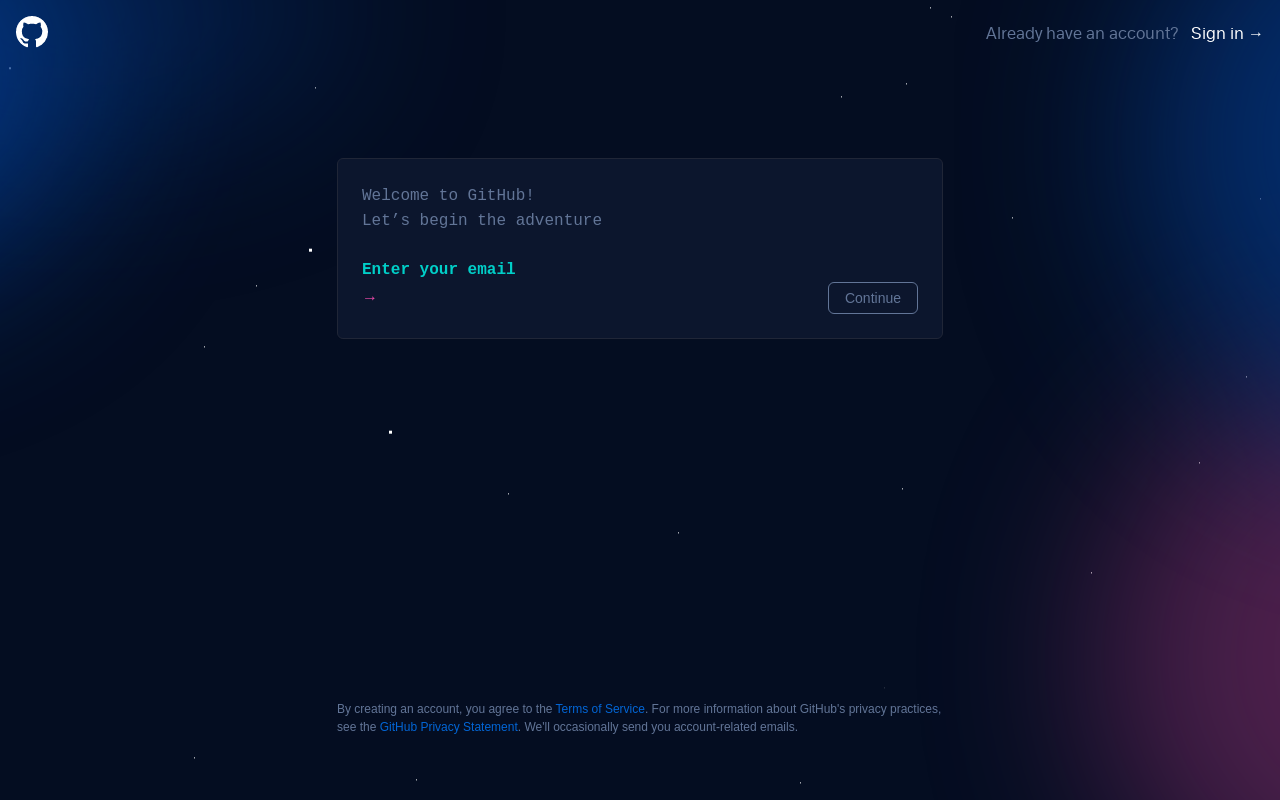 Already have an account? Sign in →
Welcome to GitHub!
Let’s begin the adventure
Enter your email
→
Continue
By creating an account, you agree to the Terms of Service. For more information about GitHub's privacy practices,
see the GitHub Privacy Statement. We'll occasionally send you account-related emails.